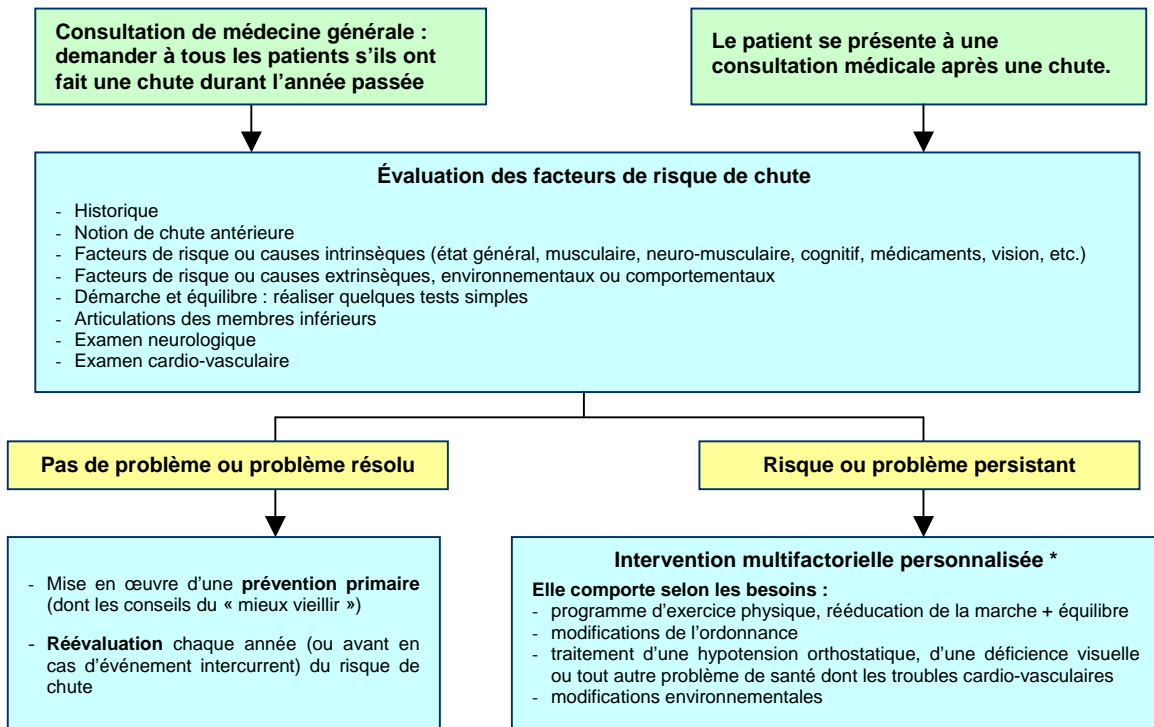 Consultation de médecine générale :
demander à tous les patients s'ils ont
fait une chute durant l'année passée
Le patient se présente à une
consultation médicale après une chute.
Évaluation des facteurs de risque de chute
- Historique
- Notion de chute antérieure
- Facteurs de risque ou causes intrinsèques (état général, musculaire, neuro-musculaire, cognitif, médicaments, vision, etc.)
- Facteurs de risque ou causes extrinsèques, environnementaux ou comportementaux
- Démarche et équilibre : réaliser quelques tests simples
- Articulations des membres inférieurs
- Examen neurologique
- Examen cardio-vasculaire
Pas de problème ou problème résolu
Risque ou problème persistant
- Mise en œuvre d'une prévention primaire
(dont les conseils du « mieux vieillir »)
- Réévaluation chaque année (ou avant en
cas d'événement intercurrent) du risque de
chute
Intervention multifactorielle personnalisée *
Elle comporte selon les besoins :
- programme d'exercice physique, rééducation de la marche + équilibre
- modifications de l'ordonnance
- traitement d'une hypotension orthostatique, d'une déficience visuelle
ou tout autre problème de santé dont les troubles cardio-vasculaires
- modifications environnementales